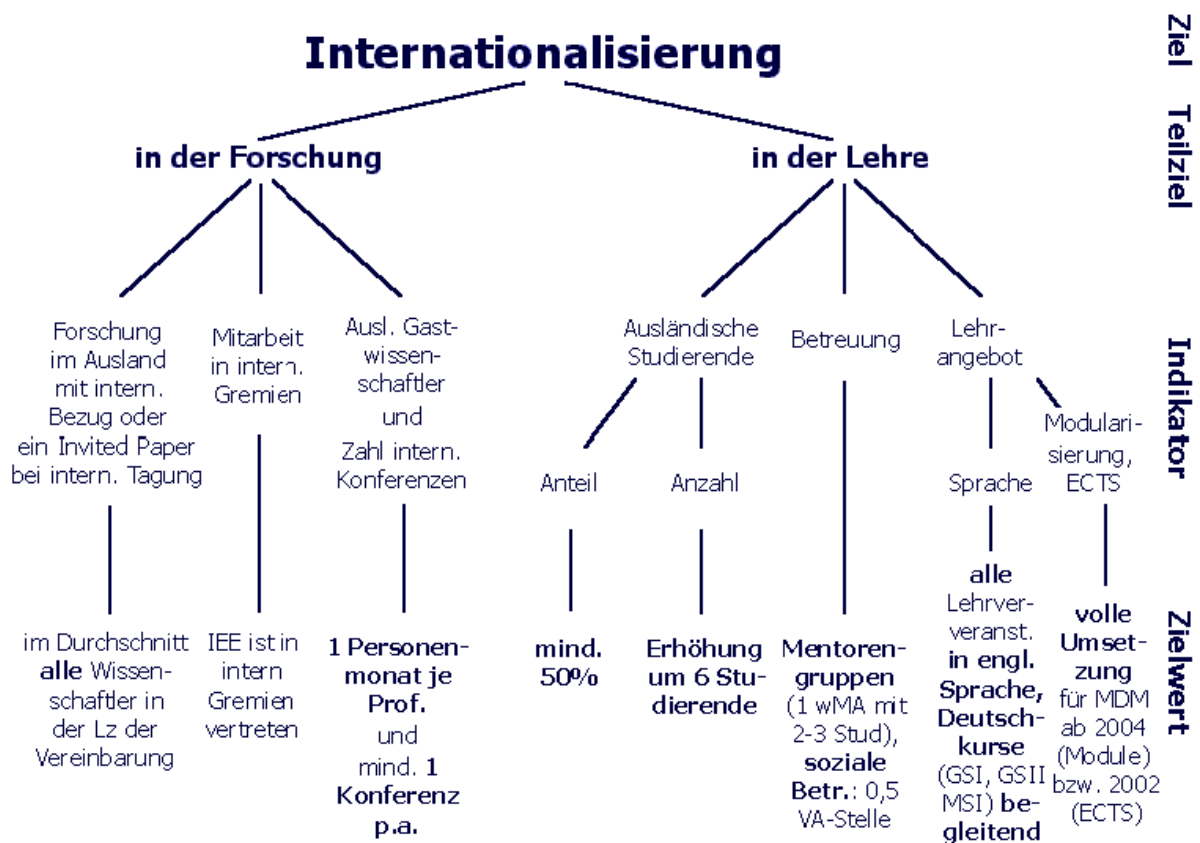 Internationalisierung
in der Forschung
in der Lehre
Forschung
im Ausland
mit intern.
Bezug oder
ein Invited Paper
bei intern. Tagung
Mitarbeit
in intern.
Gremien
Ausl. Gast-
wissen-
schaftler
und
Zahl intern.
Konferenzen
Ausländische
Studierende
Betreuung
Lehr-
angebot
Anteil
Anzahl
Sprache
Modulari-
sierung,
ECTS
im Durchschnitt
alle Wissen-
schaftler in
der Lz der
Vereinbarung
IEE ist in
intern
Gremien
vertreten
1 Personen-
monat je
Prof.
und
mind. 1
Konferenz
p.a.
mind.
50%
Erhöhung
um 6 Stu-
dierende
Mentoren-
gruppen
(1 wMA mit
2-3 Stud),
soziale
Betr.: 0,5
VA-Stelle
alle
Lehrver-
veranst.
in engl.
Sprache,
Deutsch-
kurse
(GSI, GSII
MSI) be-
gleitend
volle
Umset-
zung
für MDM
ab 2004
(Module)
bzw. 2002
(ECTS)
Ziel
Teilziel
Indikator
Zielwert